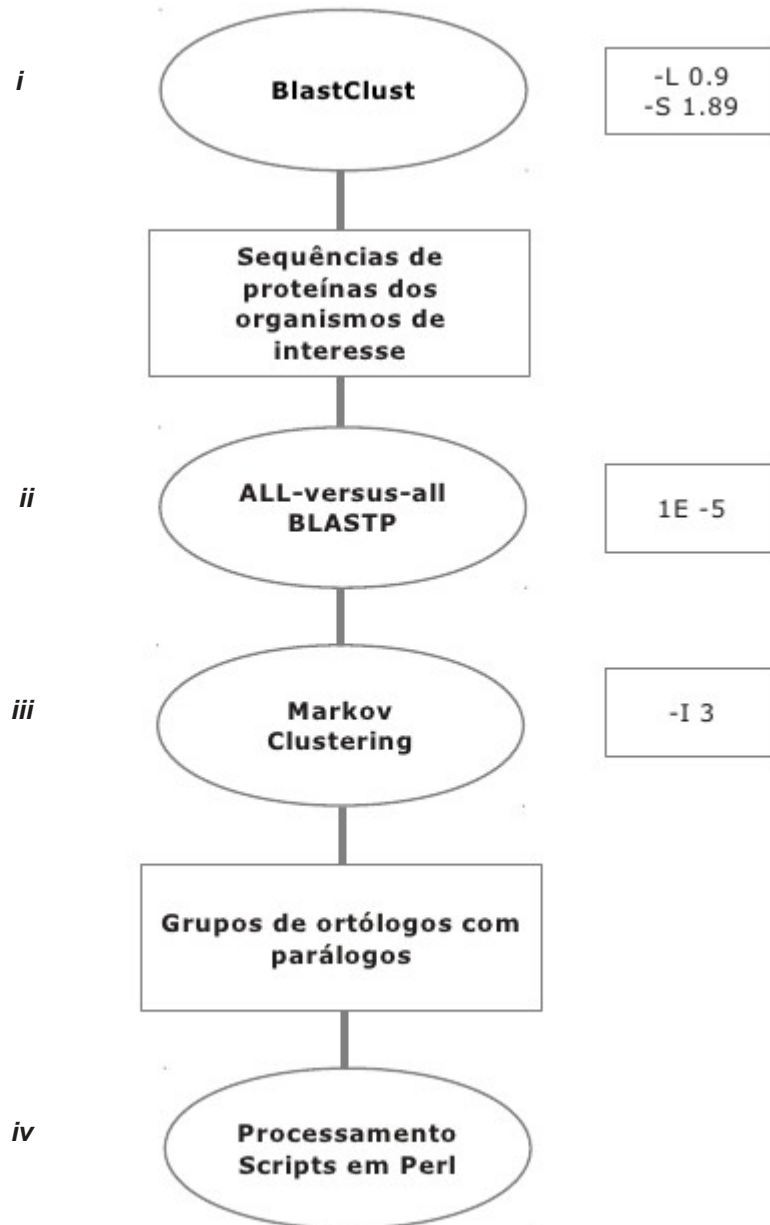 i
BlastClust
-L 0.9
-S 1.89
Sequências de
proteínas dos
organismos de
interesse
ii
ALL-versus-all
BLASTP
1E -5
iii
Markov
Clustering
-I 3
Grupos de ortólogos com
parálogos
iv
Processamento
Scripts em Perl